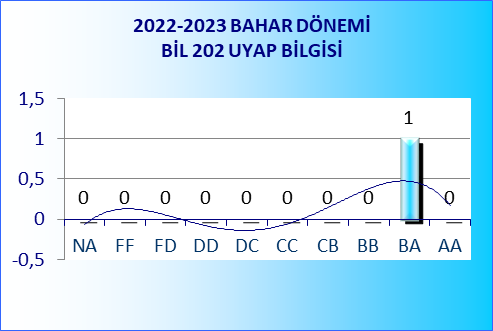 2022-2023 BAHAR DÖNEMİ
BİL 202 UYAP BİLGİSİ
1,5
1
0,5
0
-0,5
0 0 0 0 0 0 0 0 1 0
NA FF FD DD DC CC CB BB BA AA